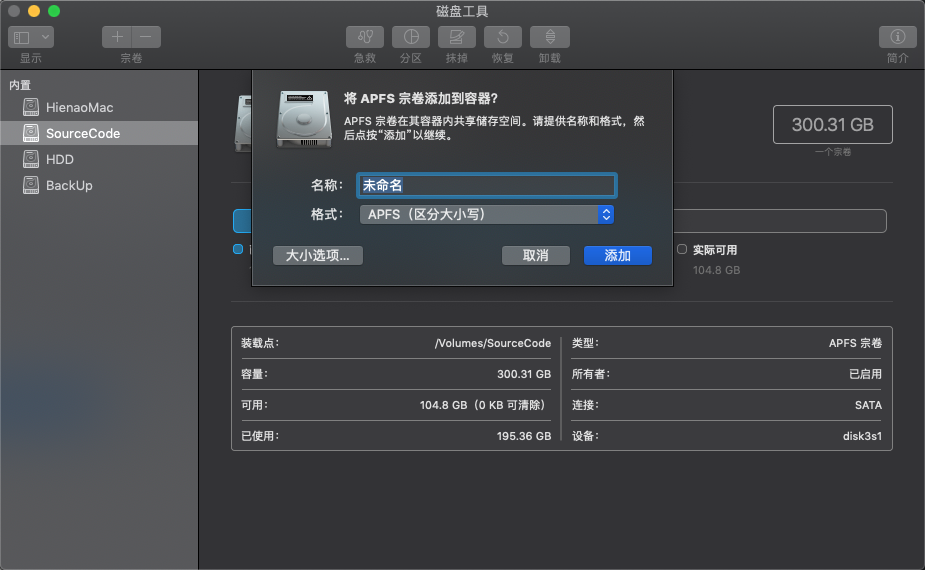 磁盘工具
显示
宗卷
急救
分区
抹掉
恢复
卸载
简介
内置
HienaoMac
SourceCode
HDD
BackUp
将 APFS 宗卷添加到容器?
APFS 宗卷在其容器内共享储存空间。请提供名称和格式，然
后点按“添加”以继续。
名称：
未命名
格式：
APFS（区分大小写）
大小选项...
取消
添加
300.31 GB
一个宗卷
实际可用
104.8 GB
装载点：
/Volumes/SourceCode
类型：
APFS 宗卷
容量：
300.31 GB
所有者：
已启用
可用：
104.8 GB（0 KB 可清除）
连接：
SATA
已使用：
195.36 GB
设备：
disk3s1